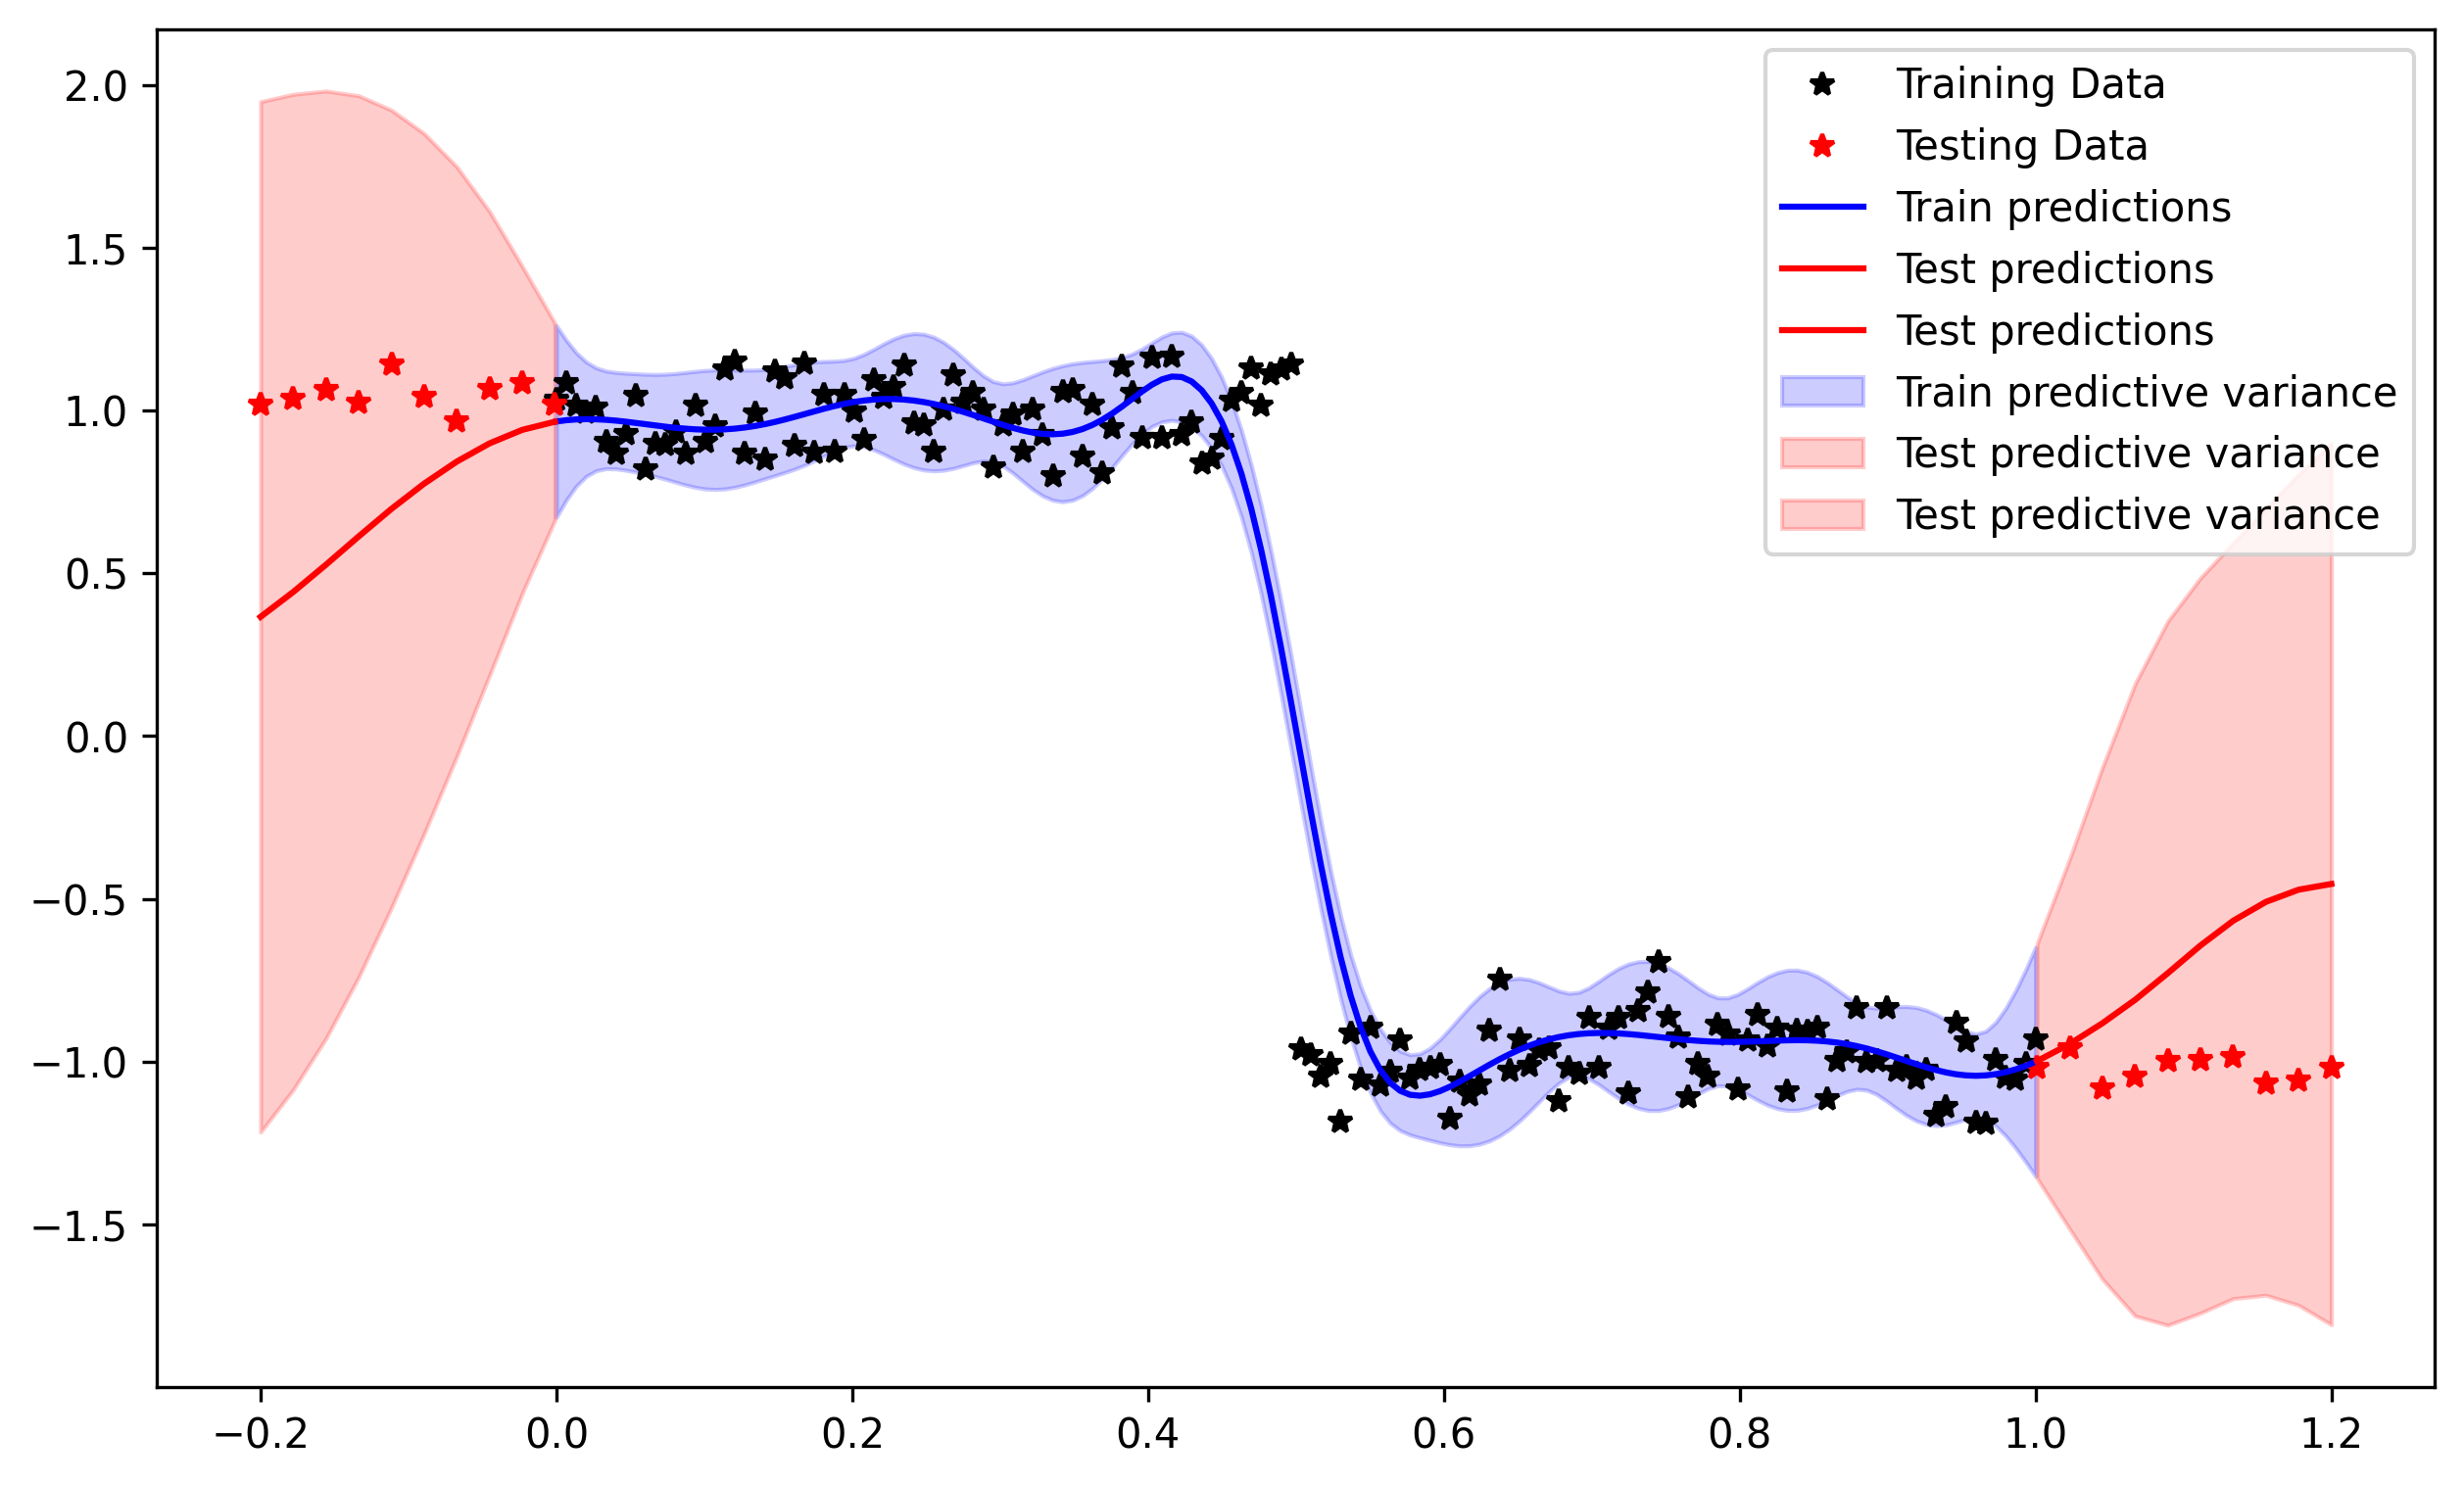 2.0
1.5
1.0
0.5
0.0
−0.5
−1.0
−1.5
−0.2 0.0 0.2 0.4 0.6 0.8 1.0 1.2
Training Data
Testing Data
Train predictions
Test predictions
Test predictions
Train predictive variance
Test predictive variance
Test predictive variance